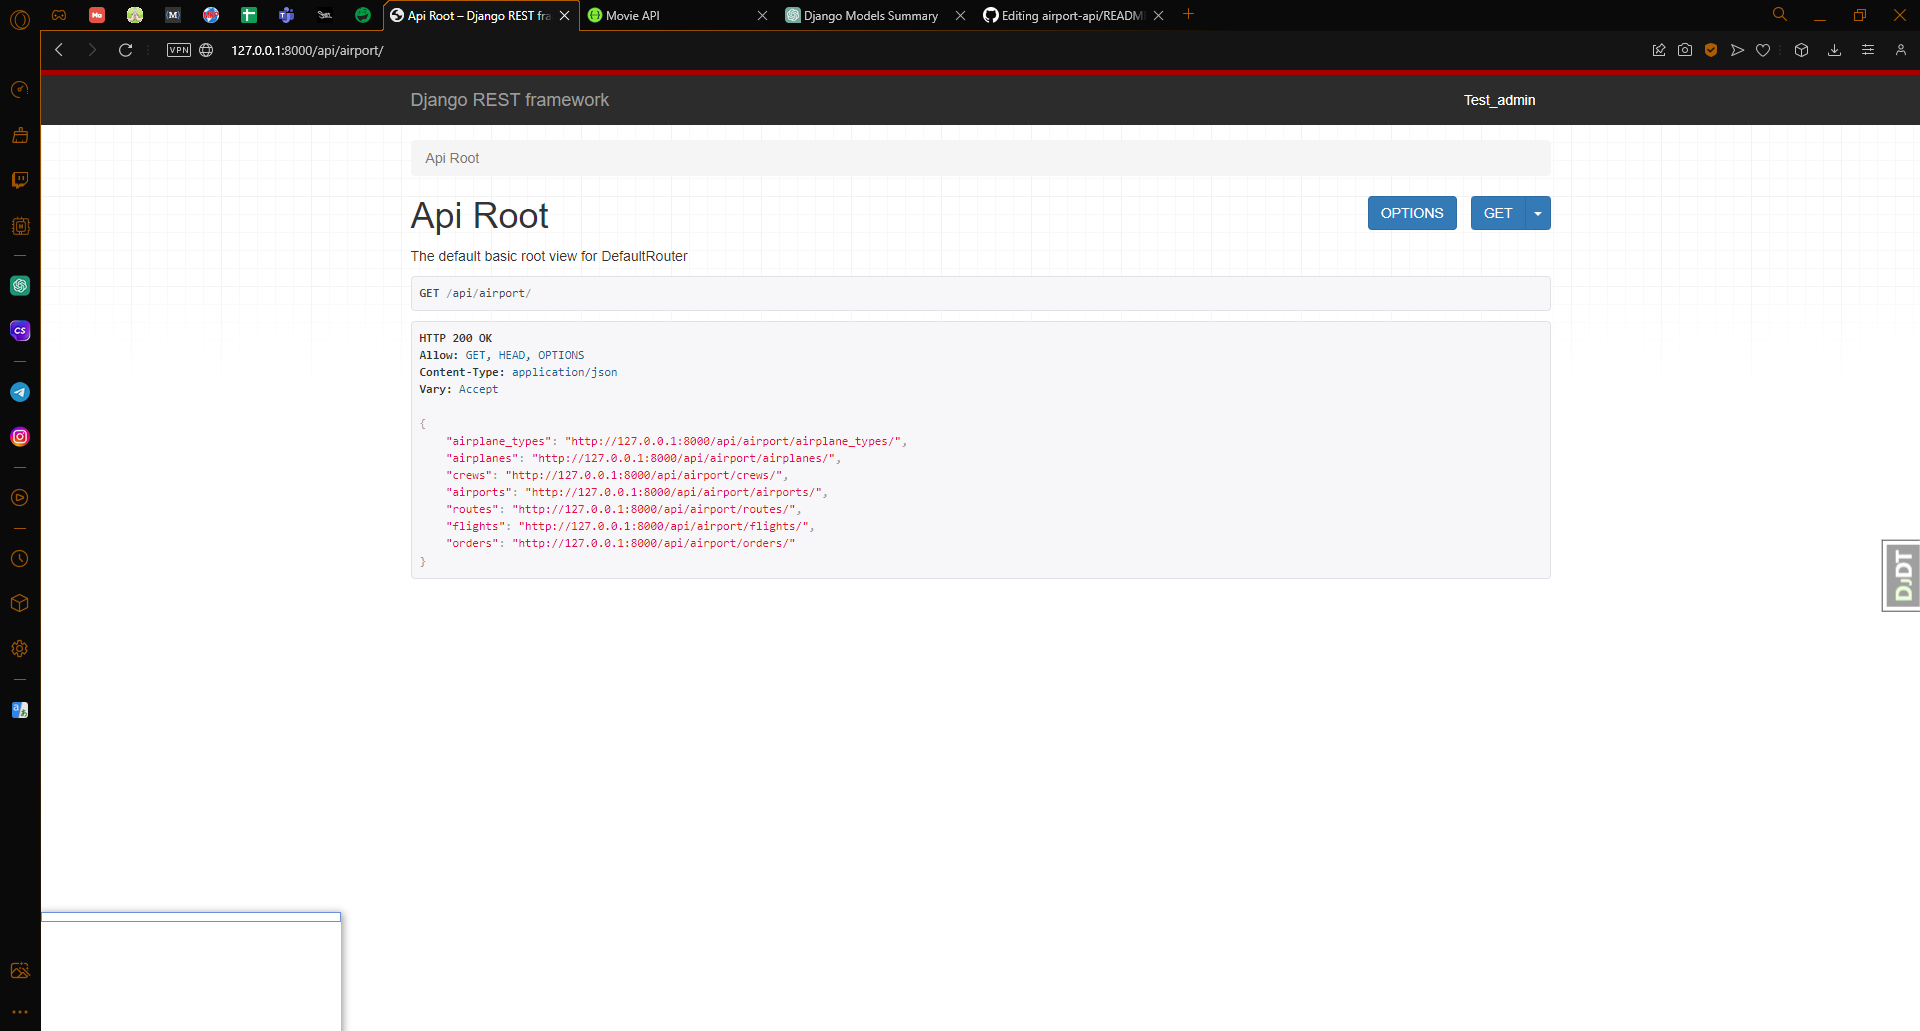 Api Root – Django REST fra
Movie API
Django Models Summary
Editing airport-api/READM
VPN
127.0.0.1:8000/api/airport/
Django REST framework
Test_admin
Api Root
Api Root
OPTIONS
GET
The default basic root view for DefaultRouter
GET /api/airport/
HTTP 200 OK
Allow: GET, HEAD, OPTIONS
Content-Type: application/json
Vary: Accept
{
    "airplane_types": "http://127.0.0.1:8000/api/airport/airplane_types/",
    "airplanes": "http://127.0.0.1:8000/api/airport/airplanes/",
    "crews": "http://127.0.0.1:8000/api/airport/crews/",
    "airports": "http://127.0.0.1:8000/api/airport/airports/",
    "routes": "http://127.0.0.1:8000/api/airport/routes/",
    "flights": "http://127.0.0.1:8000/api/airport/flights/",
    "orders": "http://127.0.0.1:8000/api/airport/orders/"
}
DJDT
CS